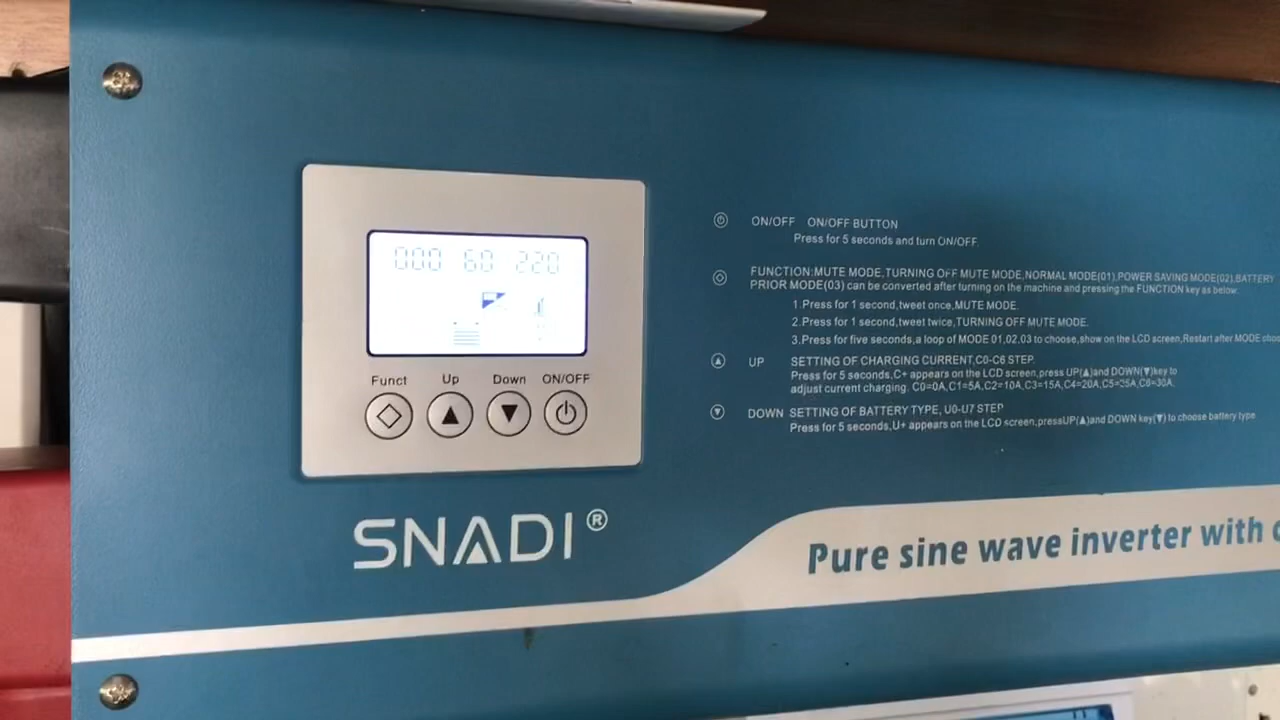 000 60 220
Funct Up Down ON/OFF
SNADI®
ON/OFF ON/OFF BUTTON
Press for 5 seconds and turn ON/OFF.
FUNCTION:MUTE MODE,TURNING OFF MUTE MODE,NORMAL MODE(01),POWER SAVING MODE(02),BATTERY
PRIOR MODE(03) can be converted after turning on the machine and pressing the FUNCTION key as below:
1.Press for 1 second,tweet once,MUTE MODE.
2.Press for 1 second,tweet twice,TURNING OFF MUTE MODE.
3.Press for five seconds,a loop of MODE 01,02,03 to choose,show on the LCD screen,Restart after MODE
UP SETTING OF CHARGING CURRENT,C0-C6 STEP.
Press for 5 seconds,C+ appears on the LCD screen,press UP(▲)and DOWN(▼)key to
adjust current charging. C0=0A,C1=5A,C2=10A,C3=15A,C4=20A,C5=25A,C6=30A.
DOWN SETTING OF BATTERY TYPE, U0-U7 STEP
Press for 5 seconds,U+ appears on the LCD screen,pressUP(▲)and DOWN key(▼) to choose battery type
Pure sine wave inverter with